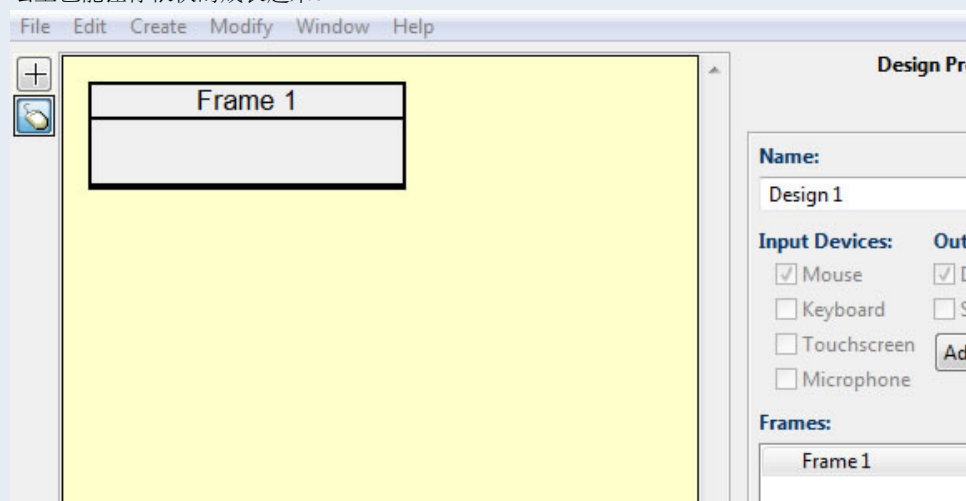 File Edit Create Modify Window Help
Frame 1
Design Pr
Name:
Design 1
Input Devices: Out
Mouse
Keyboard
Touchscreen Ad
Microphone
Frames:
Frame 1